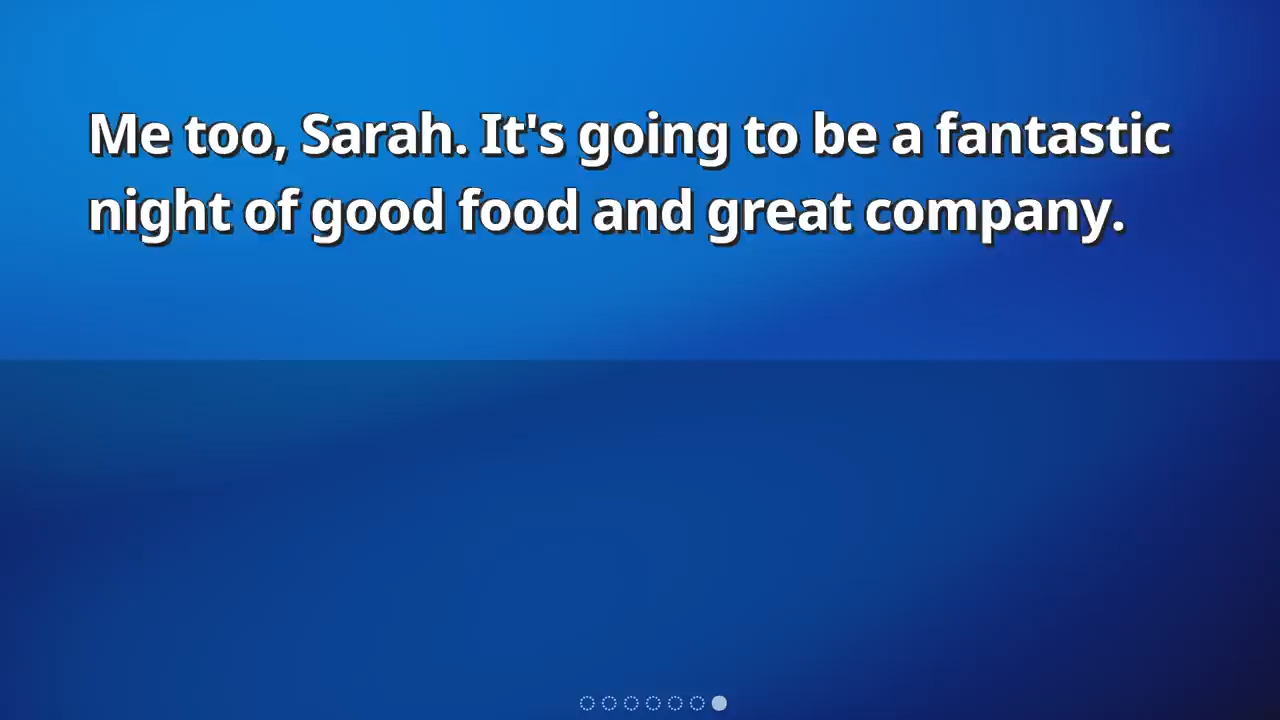 Me too, Sarah. It's going to be a fantastic
night of good food and great company.